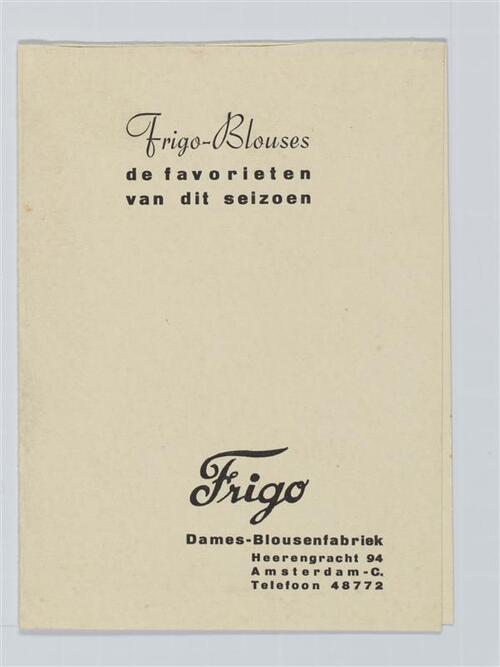 Frigo-Blouses
de favorieten
van dit seizoen
Frigo
Dames-Blousenfabriek
Heerengracht 94
Amsterdam-C.
Telefoon 48772